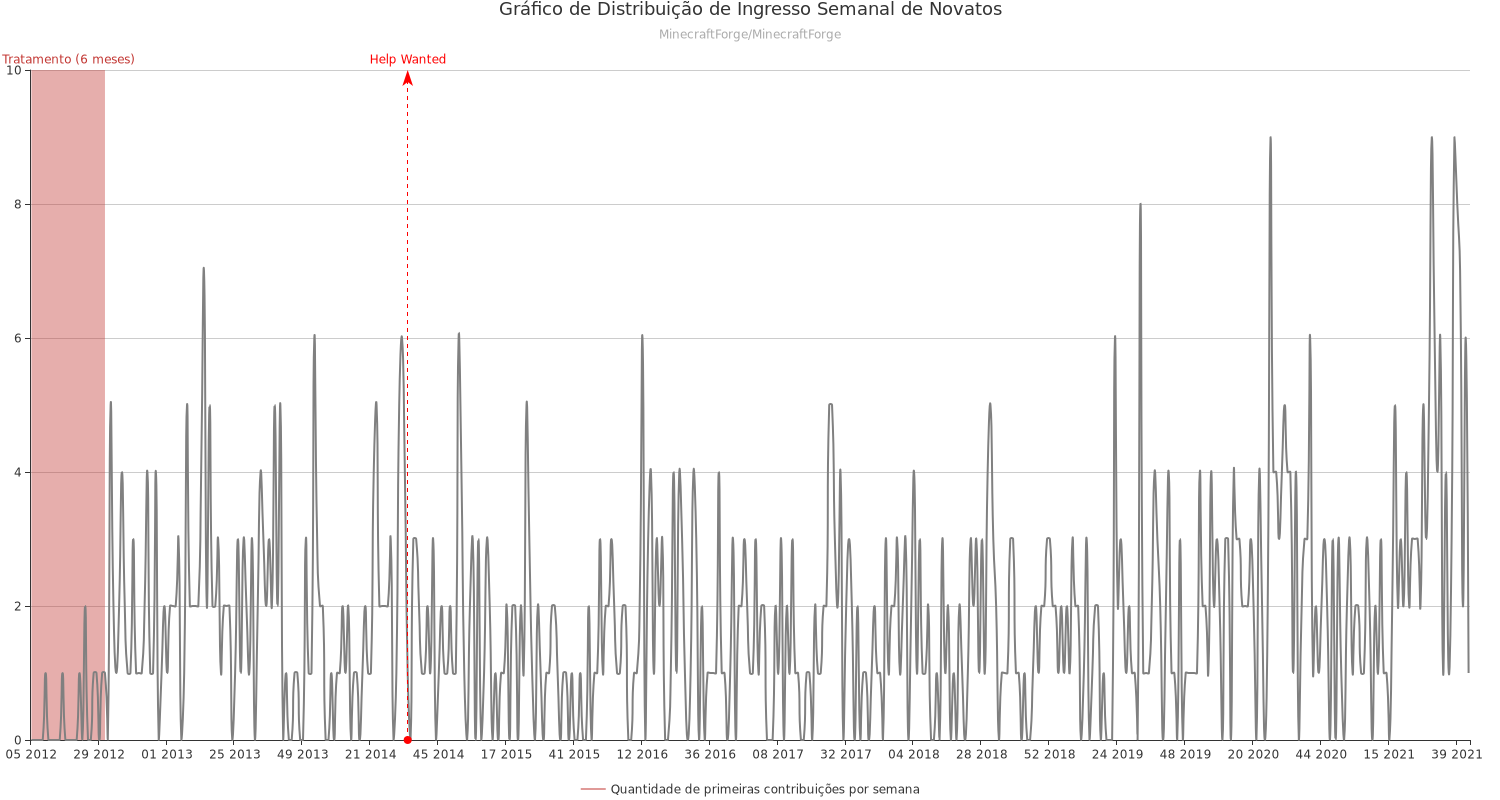 Gráfico de Distribuição de Ingresso Semanal de Novatos
MinecraftForge/MinecraftForge
Tratamento (6 meses)
Help Wanted
10
8
6
4
2
0
05 2012 29 2012 01 2013 25 2013 49 2013 21 2014 45 2014 17 2015 41 2015 12 2016 36 2016 08 2017 32 2017 04 2018 28 2018 52 2018 24 2019 48 2019 20 2020 44 2020 15 2021 39 2021
Quantidade de primeiras contribuições por semana